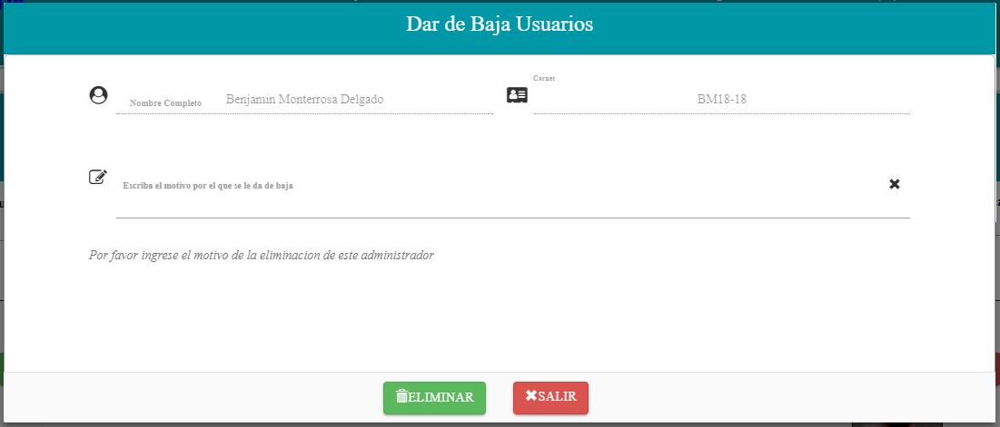 Dar de Baja Usuarios
Carnet
Nombre Completo Benjamin Monterrosa Delgado BM18-18
Escriba el motivo por el que se le da de baja
Por favor ingrese el motivo de la eliminacion de este administrador
ELIMINAR SALIR